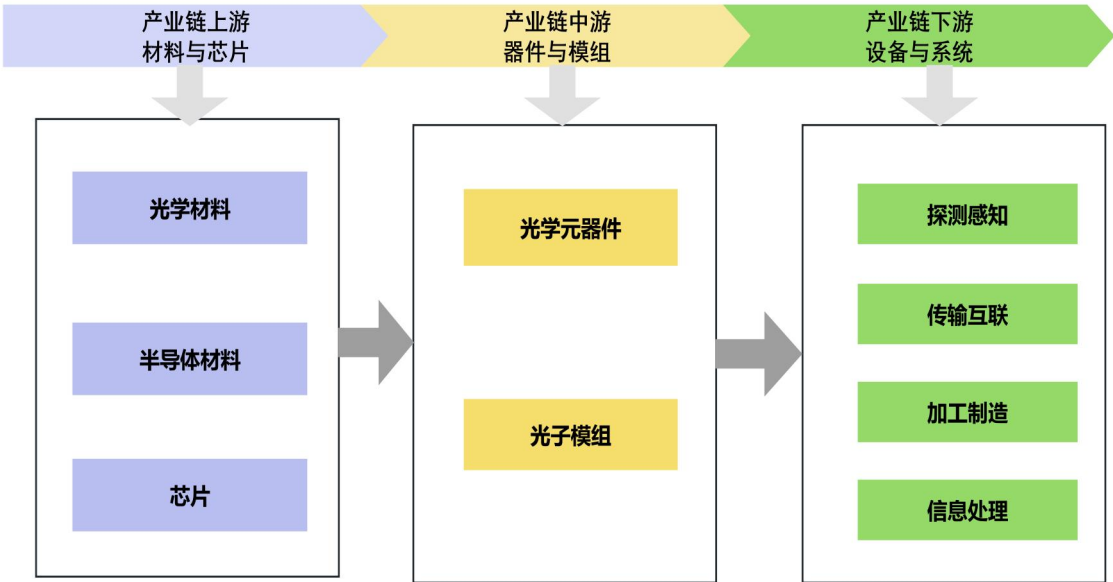 产业链上游
材料与芯片
产业链中游
器件与模组
产业链下游
设备与系统
光学材料
半导体材料
芯片
光学元器件
光子模组
探测感知
传输互联
加工制造
信息处理